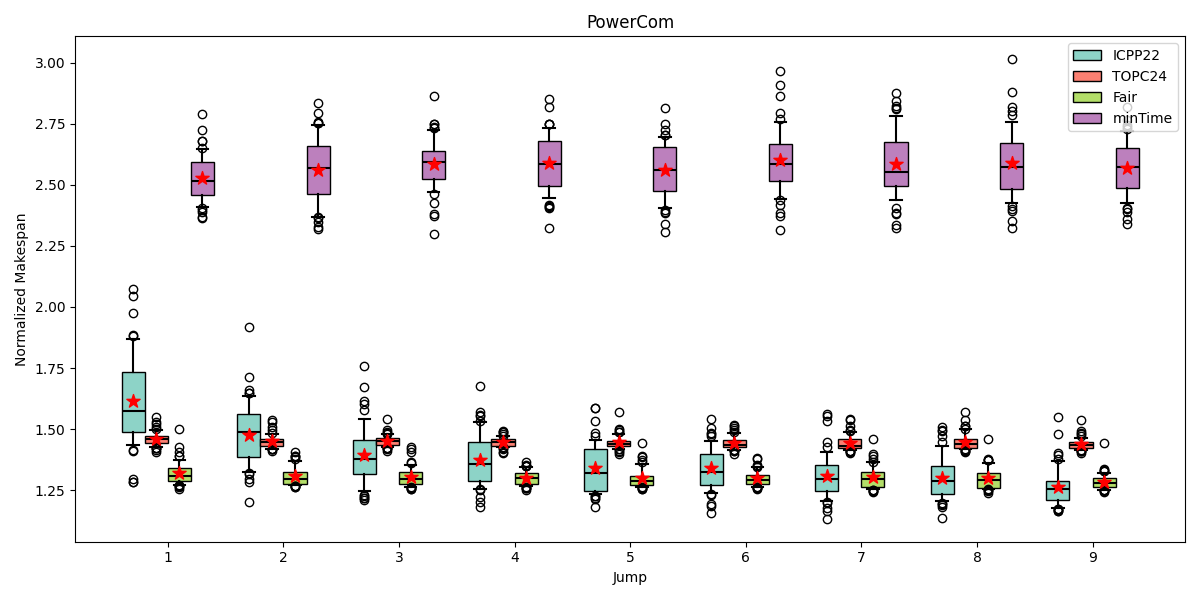 PowerCom
3.00
2.75
2.50
2.25
2.00
1.75
1.50
1.25
Normalized Makespan
ICPP22
TOPC24
Fair
minTime
1 2 3 4 5 6 7 8 9
Jump